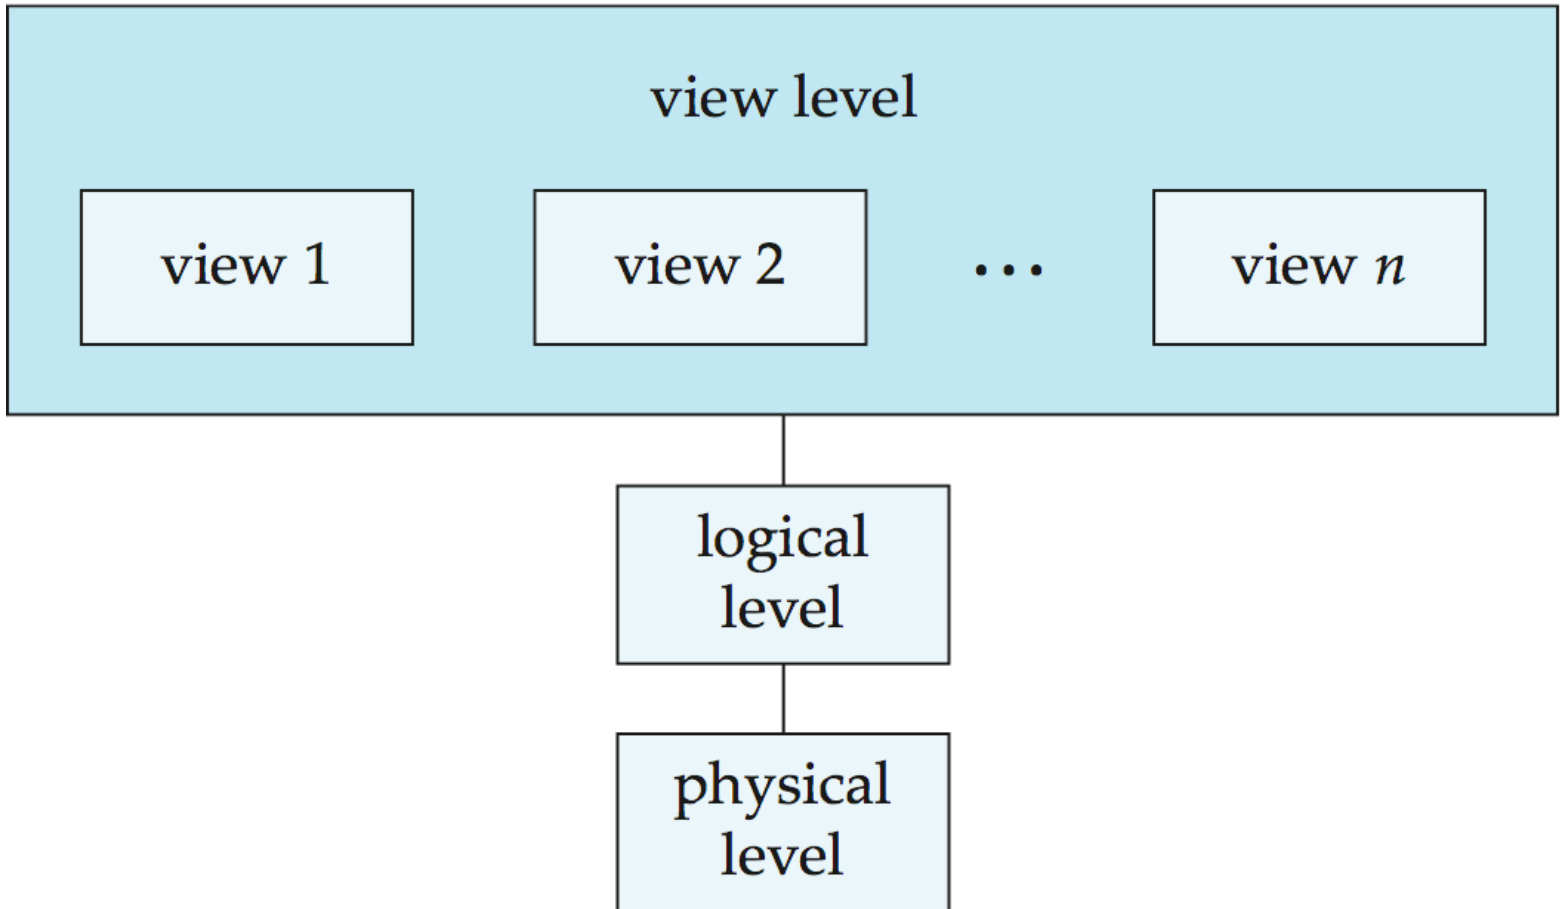 view level
view 1
view 2
...
view n
logical
level
physical
level